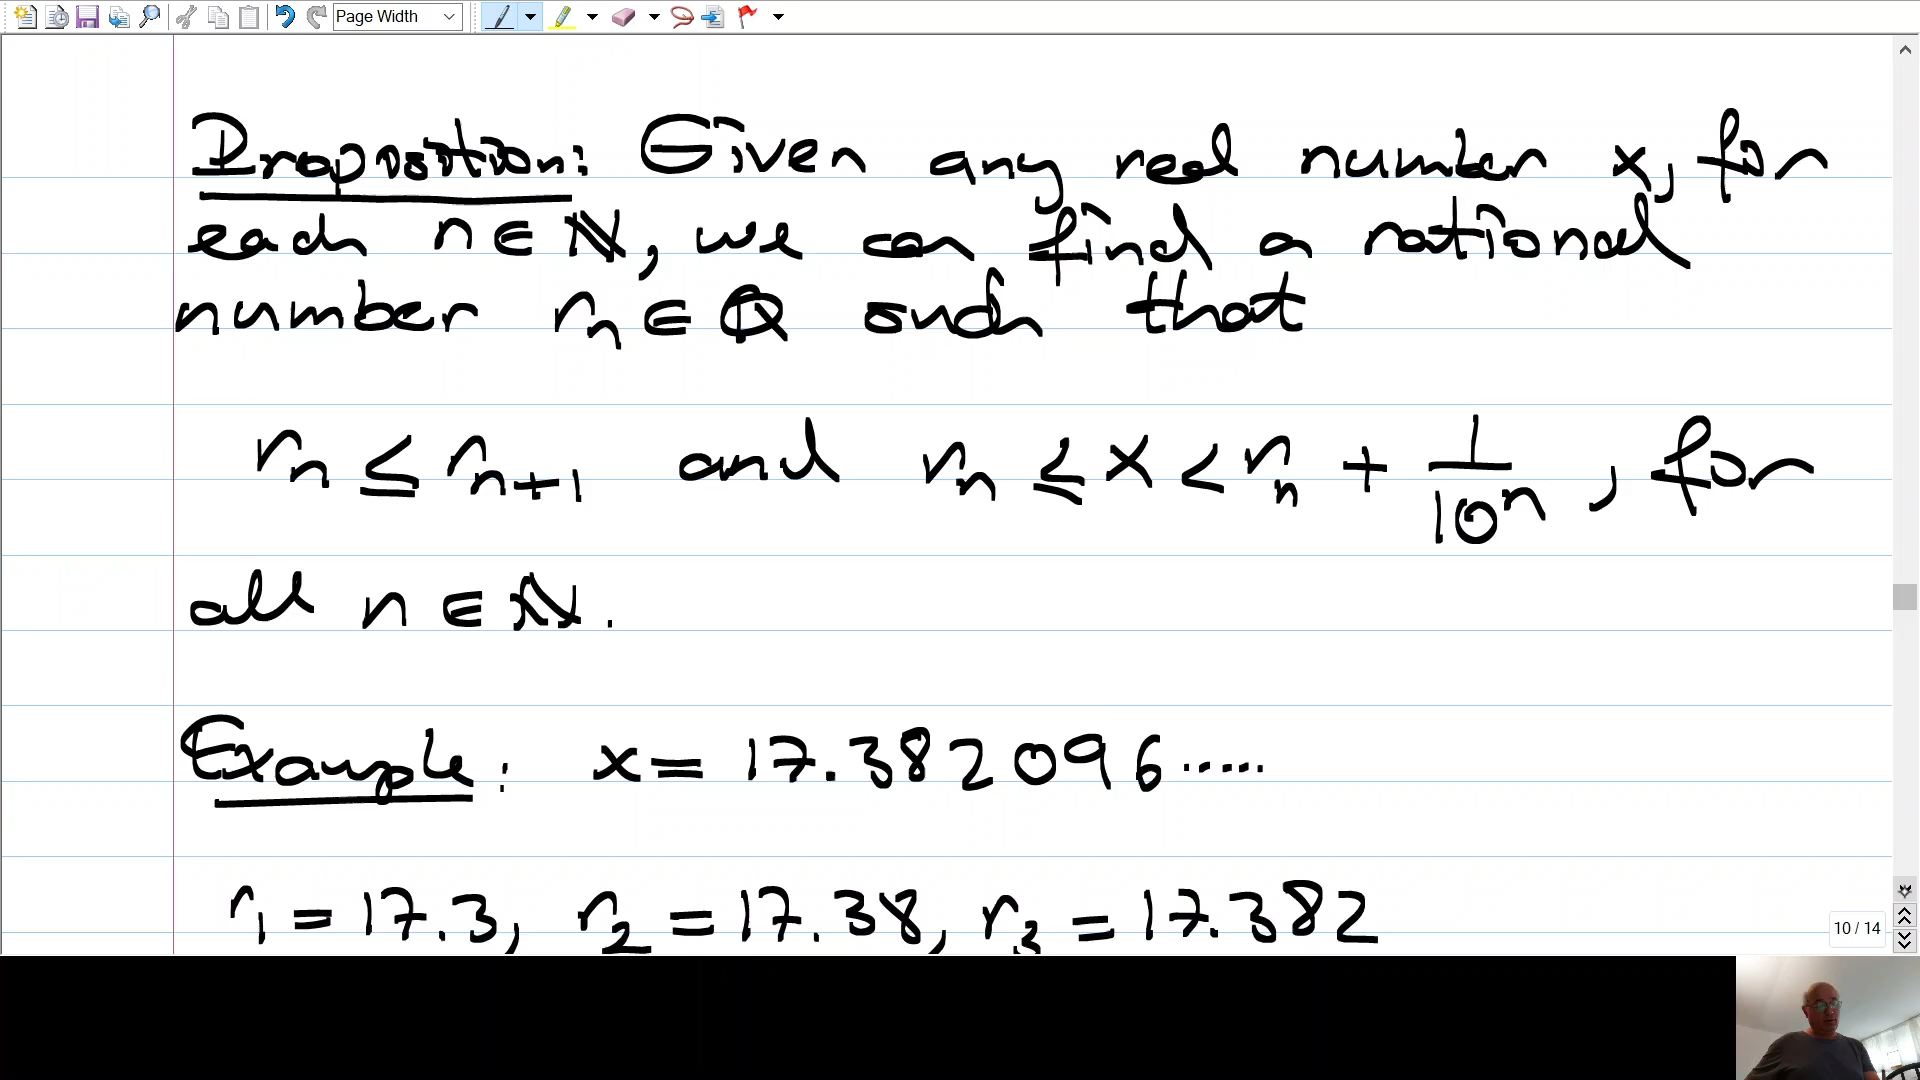 Page Width
Proposition: Given any real number x, for
each n ∈ ℕ, we can find a rational
number rₙ ∈ ℚ such that
rₙ ≤ rₙ₊₁ and rₙ ≤ x < rₙ + 1/10ⁿ, for
all n ∈ ℕ.
Example: x = 17.382096.....
r₁ = 17.3, r₂ = 17.38, r₃ = 17.382
10 / 14